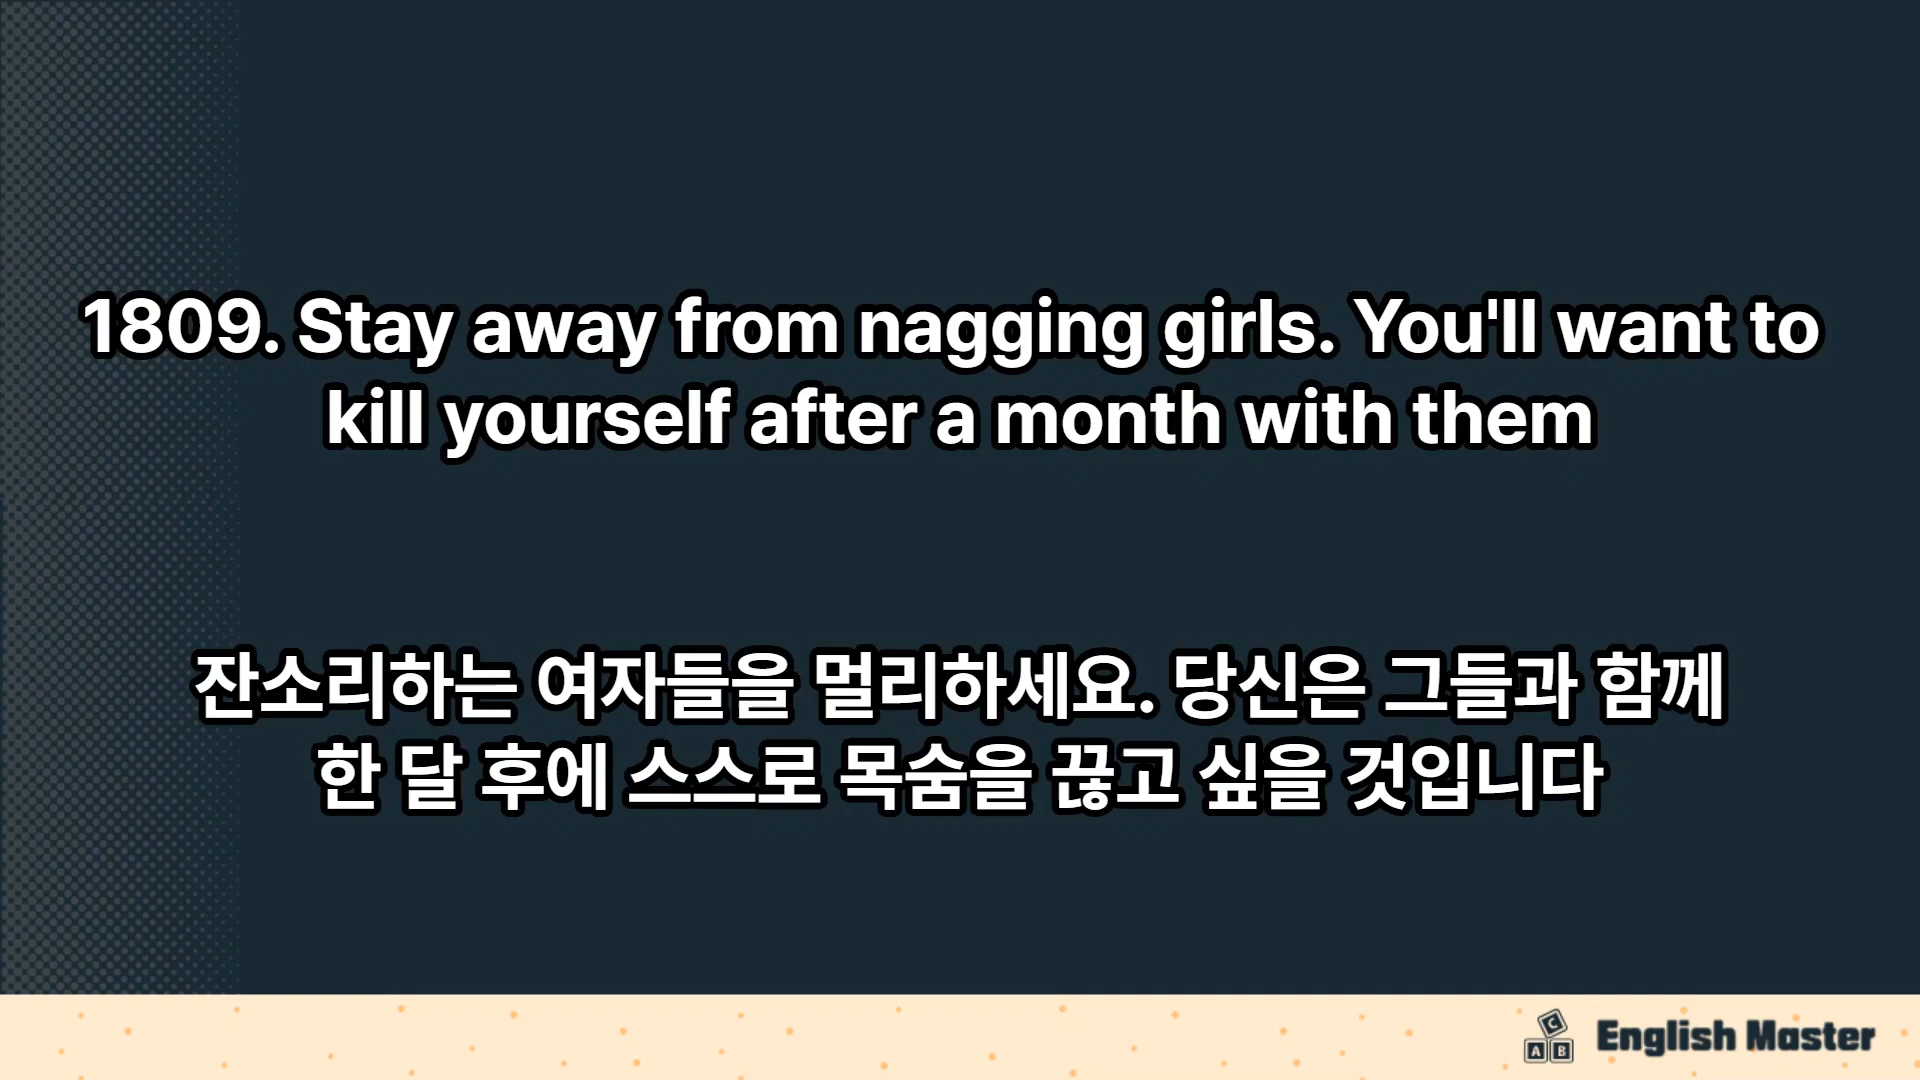 1809. Stay away from nagging girls. You'll want to
kill yourself after a month with them
잔소리하는 여자들을 멀리하세요. 당신은 그들과 함께
한 달 후에 스스로 목숨을 끊고 싶을 것입니다
C
A B
English Master